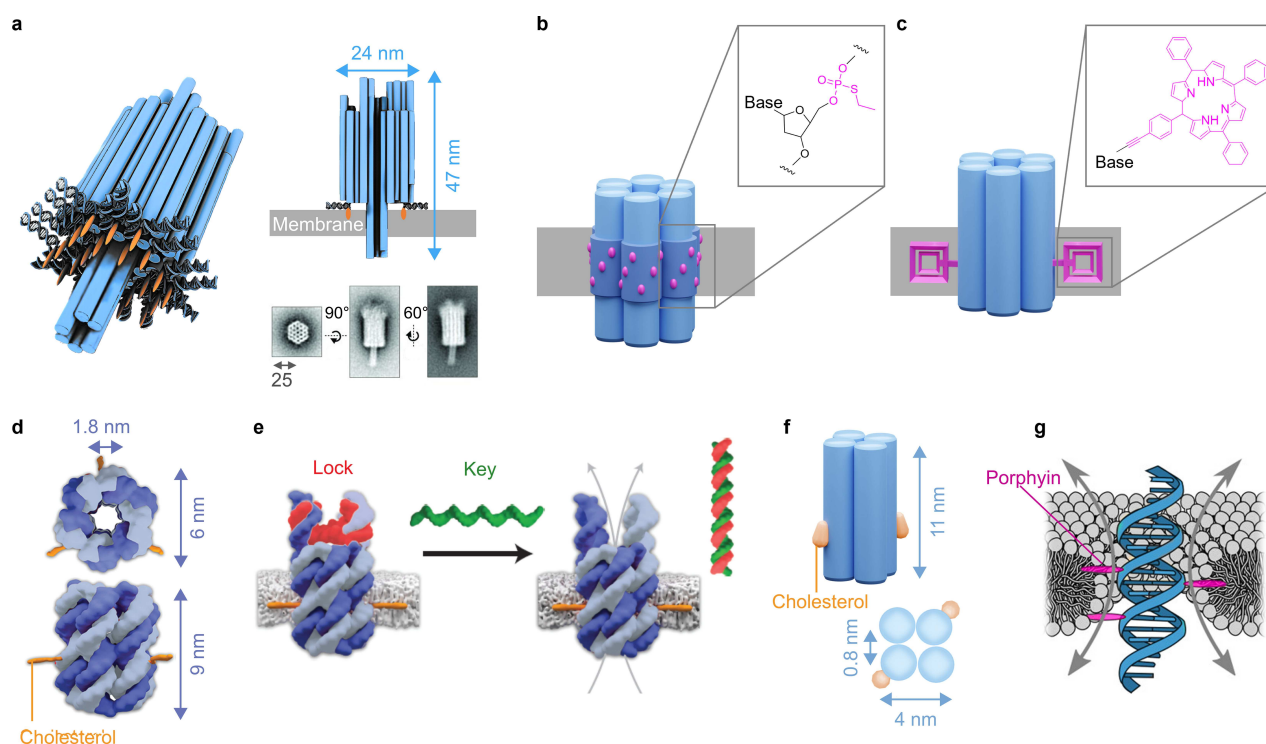 a
24 nm
47 nm
Membrane
90°
60°
25
b
O
O
P
S
O
Base
O
O
c
HN
N
N
NH
Base
d
1.8 nm
6 nm
9 nm
Cholesterol
e
Lock
Key
f
11 nm
Cholesterol
0.8 nm
4 nm
g
Porphyin